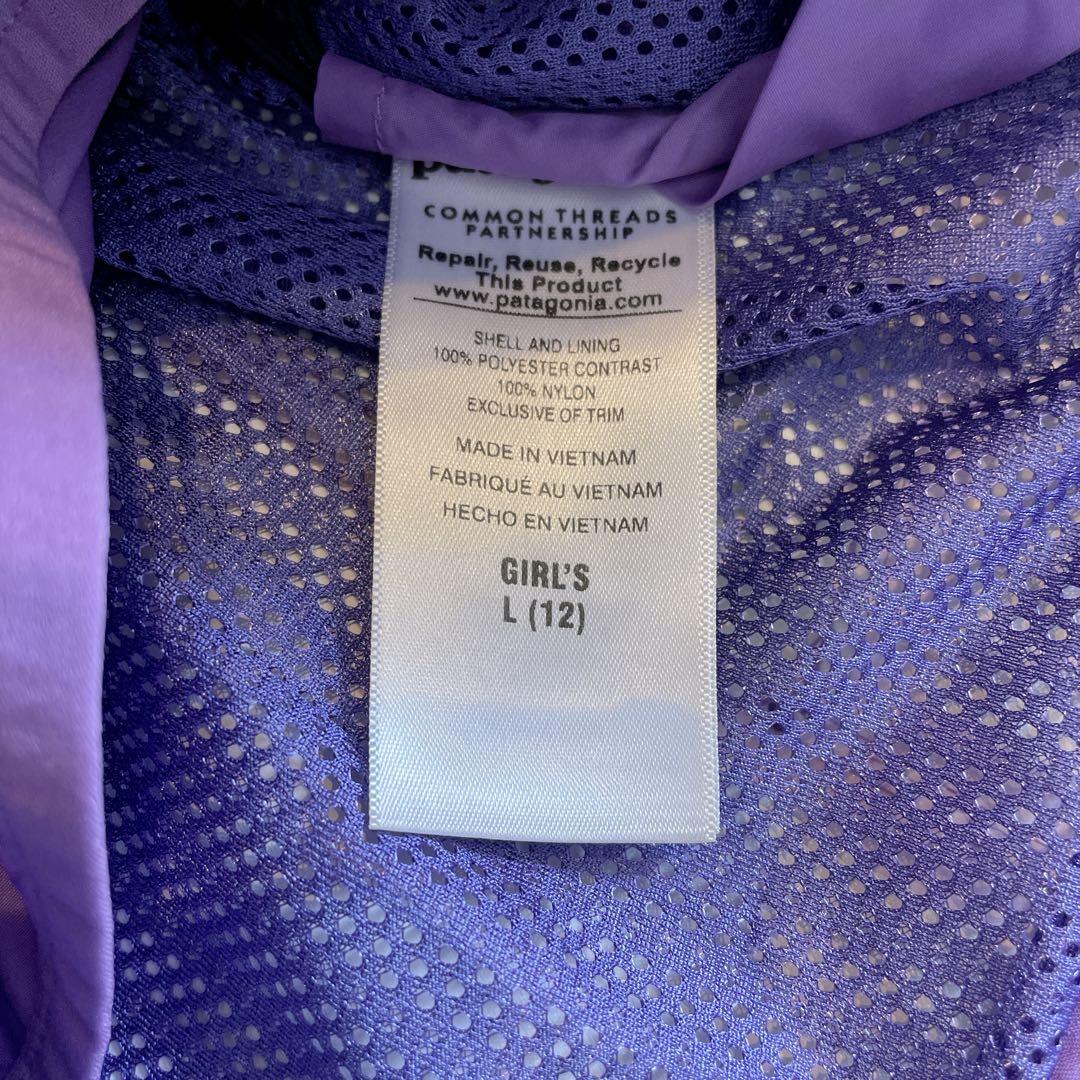 COMMON THREADS
PARTNERSHIP
Repair, Reuse, Recycle
This Product
www.patagonia.com
SHELL AND LINING
100% POLYESTER CONTRAST
100% NYLON
EXCLUSIVE OF TRIM
MADE IN VIETNAM
FABRIQUÉ AU VIETNAM
HECHO EN VIETNAM
GIRL'S
L (12)